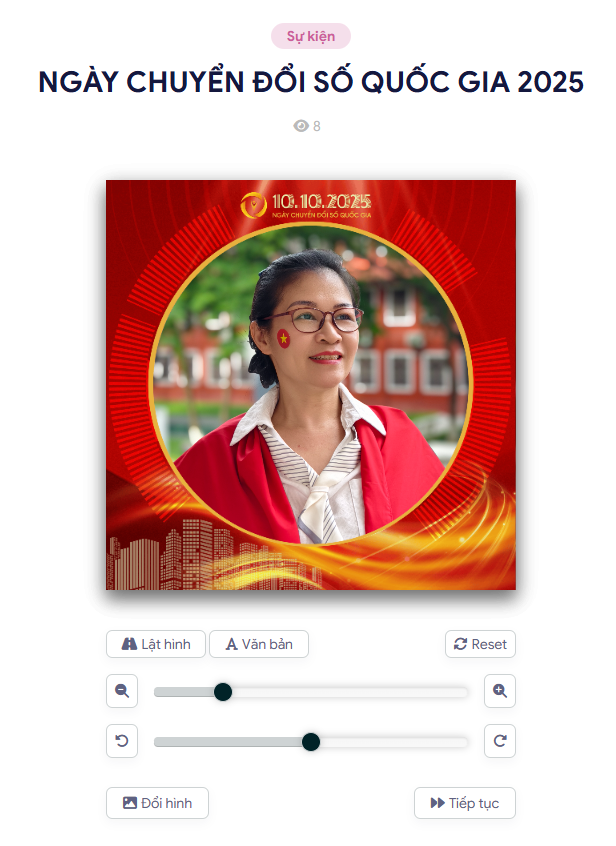 Sự kiện
NGÀY CHUYỂN ĐỔI SỐ QUỐC GIA 2025
8
10.10.2025
NGÀY CHUYỂN ĐỔI SỐ QUỐC GIA
Lật hình
Văn bản
Reset
Đổi hình
Tiếp tục